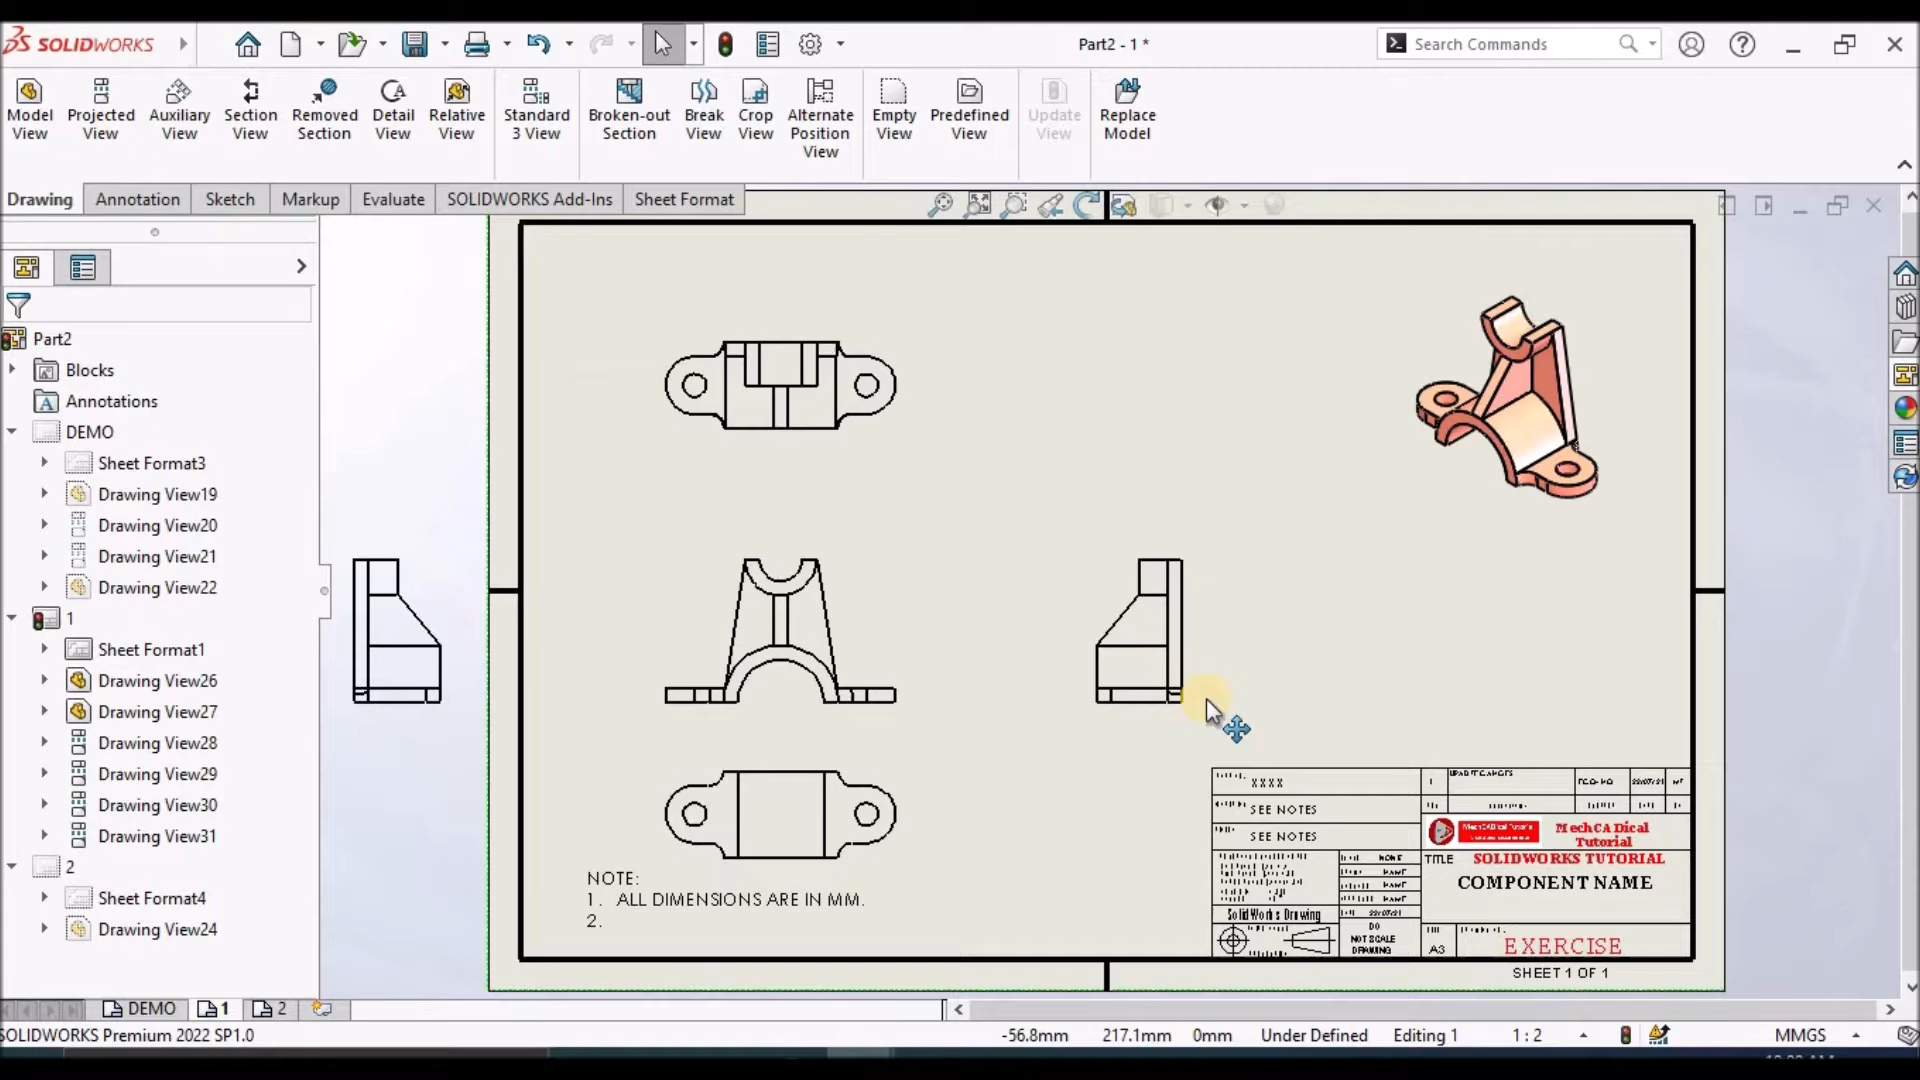 SOLIDWORKS
Part2 - 1 *
Search Commands
Model View
Projected View
Auxiliary View
Section View
Removed Section
Detail View
Relative View
Standard 3 View
Broken-out Section
Break View
Crop View
Alternate Position View
Empty View
Predefined View
Update View
Replace Model
Drawing
Annotation
Sketch
Markup
Evaluate
SOLIDWORKS Add-Ins
Sheet Format
Part2
Blocks
Annotations
DEMO
Sheet Format3
Drawing View19
Drawing View20
Drawing View21
Drawing View22
1
Sheet Format1
Drawing View26
Drawing View27
Drawing View28
Drawing View29
Drawing View30
Drawing View31
2
Sheet Format4
Drawing View24
NOTE:
1. ALL DIMENSIONS ARE IN MM.
2.
XXXX
SEE NOTES
SEE NOTES
MechCADical Tutorial
TITLE SOLIDWORKS TUTORIAL
COMPONENT NAME
SolidWorks Drawing
DO NOT SCALE DRAWING
A3
EXERCISE
SHEET 1 OF 1
DEMO
1
2
SOLIDWORKS Premium 2022 SP1.0
-56.8mm
217.1mm
0mm
Under Defined
Editing 1
1 : 2
MMGS